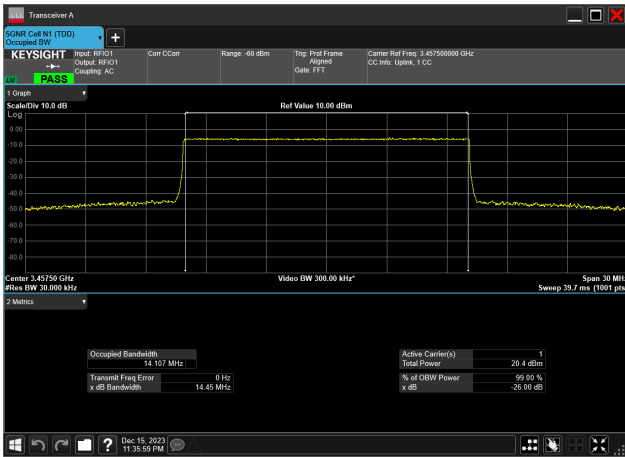 Transceiver A
5GNR Cell N1 (TDD)
Occupied BW
KEYSIGHT
LXI
PASS
Input: RFIO1
Output: RFIO1
Coupling: AC
Corr CCorr
Range: -60 dBm
Trig: Prot Frame
Aligned
Gate: FFT
Carrier Ref Freq: 3.457500000 GHz
CC Info: Uplink, 1 CC
1 Graph
Scale/Div 10.0 dB
Ref Value 10.00 dBm
Log
0.00
-10.0
-20.0
-30.0
-40.0
-50.0
-60.0
-70.0
-80.0
Center 3.45750 GHz
Video BW 300.00 kHz*
Span 30 MHz
#Res BW 30.000 kHz
Sweep 39.7 ms (1001 pts
2 Metrics
Occupied Bandwidth
14.107 MHz
Active Carrier(s) 1
Total Power 20.4 dBm
Transmit Freq Error 0 Hz
x dB Bandwidth 14.45 MHz
% of OBW Power 99.00 %
x dB -26.00 dB
Dec 15, 2023
11:35:59 PM